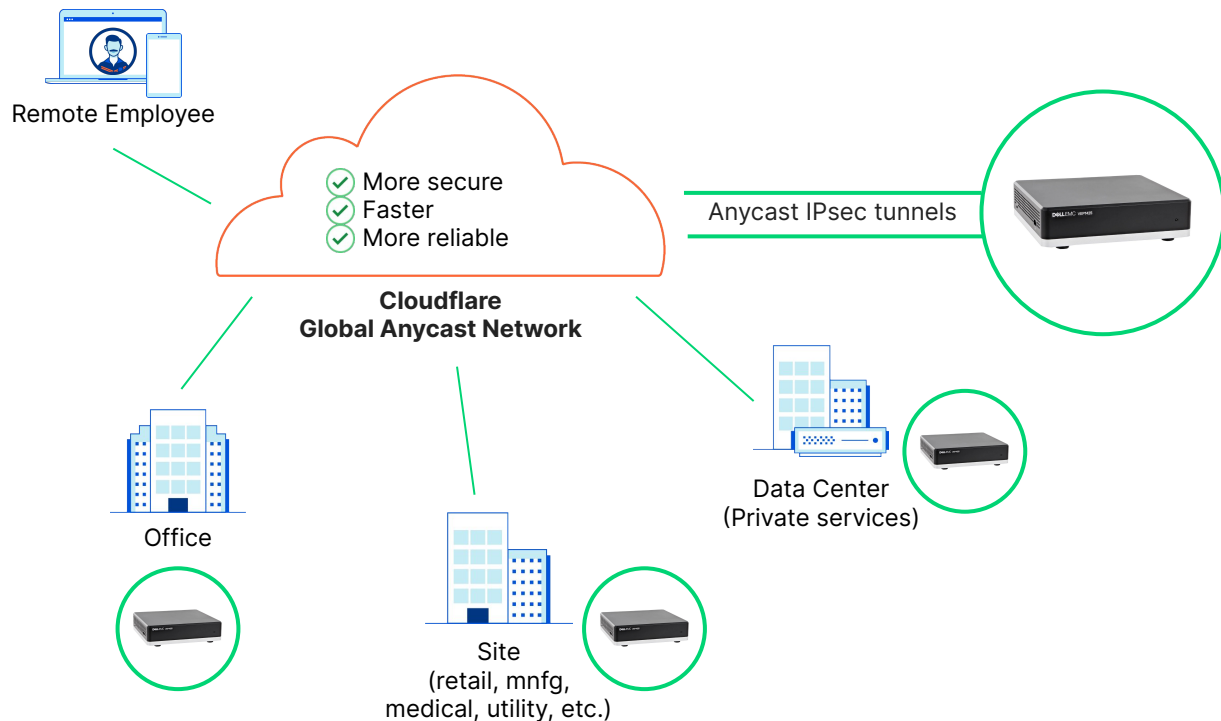 Remote Employee
More secure
Faster
More reliable
Anycast IPsec tunnels
DELLEMC
Cloudflare
Global Anycast Network
Data Center
(Private services)
Office
Site
(retail, mnfg,
medical, utility, etc.)